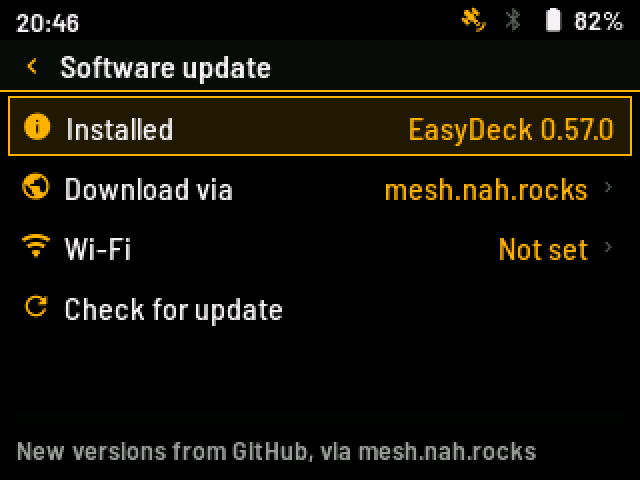 20:46
82%
Software update
Installed EasyDeck 0.57.0
Download via mesh.nah.rocks
Wi-Fi Not set
Check for update
New versions from GitHub, via mesh.nah.rocks